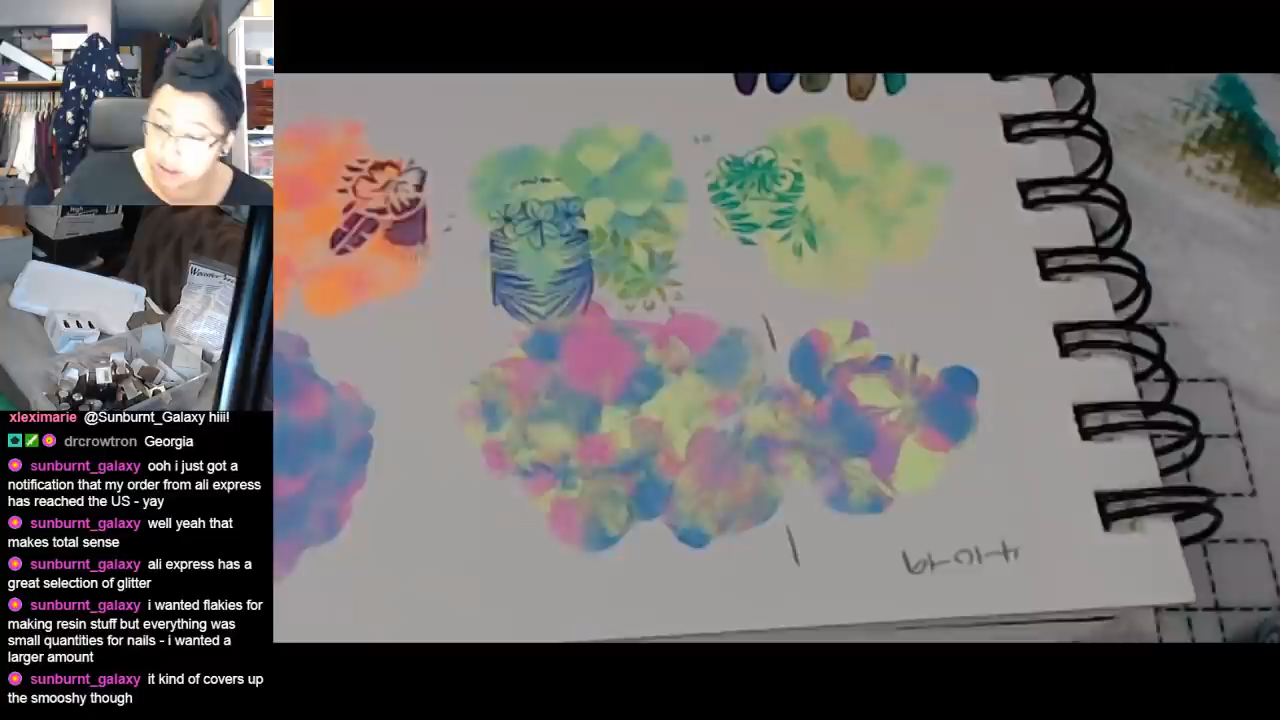 xleximarie @Sunburnt_Galaxy hiii!
drcrowtron Georgia
sunburnt_galaxy ooh i just got a
notification that my order from ali express
has reached the US - yay
sunburnt_galaxy well yeah that
makes total sense
sunburnt_galaxy ali express has a
great selection of glitter
sunburnt_galaxy i wanted flakies for
making resin stuff but everything was
small quantities for nails - i wanted a
larger amount
sunburnt_galaxy it kind of covers up
the smooshy though